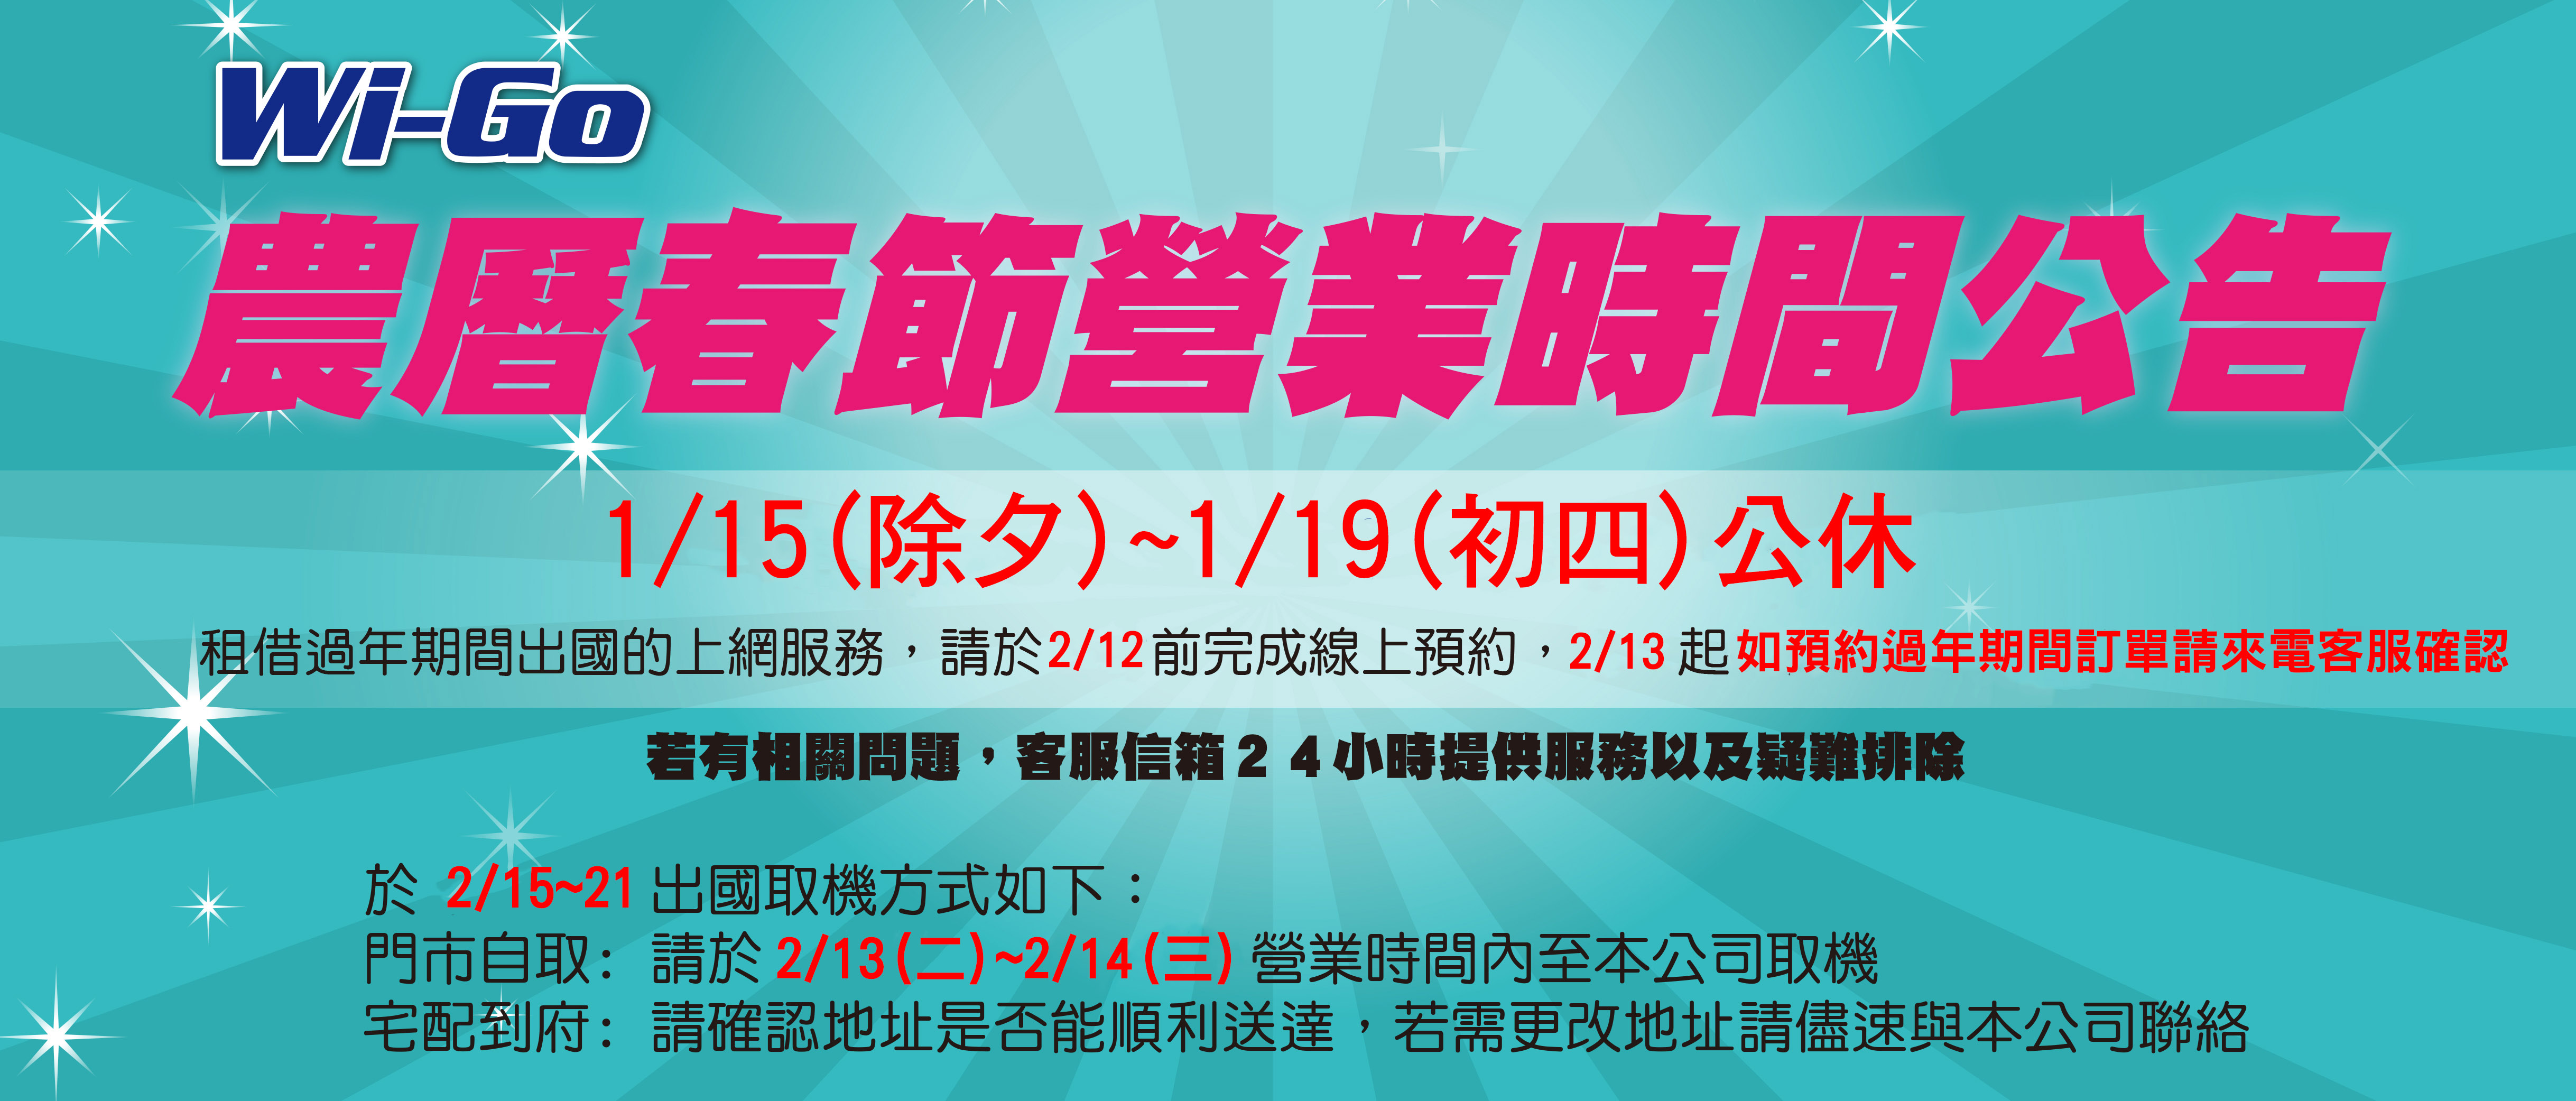 Wi-Go
農曆春節營業時間公告
1/15(除夕)~1/19(初四)公休
租借過年期間出國的上網服務，請於2/12前完成線上預約，2/13 起如預約過年期間訂單請來電客服確認
若有相關問題，客服信箱２４小時提供服務以及疑難排除
於 2/15~21 出國取機方式如下：
門市自取: 請於 2/13(二)~2/14(三) 營業時間內至本公司取機
宅配到府: 請確認地址是否能順利送達，若需更改地址請儘速與本公司聯絡